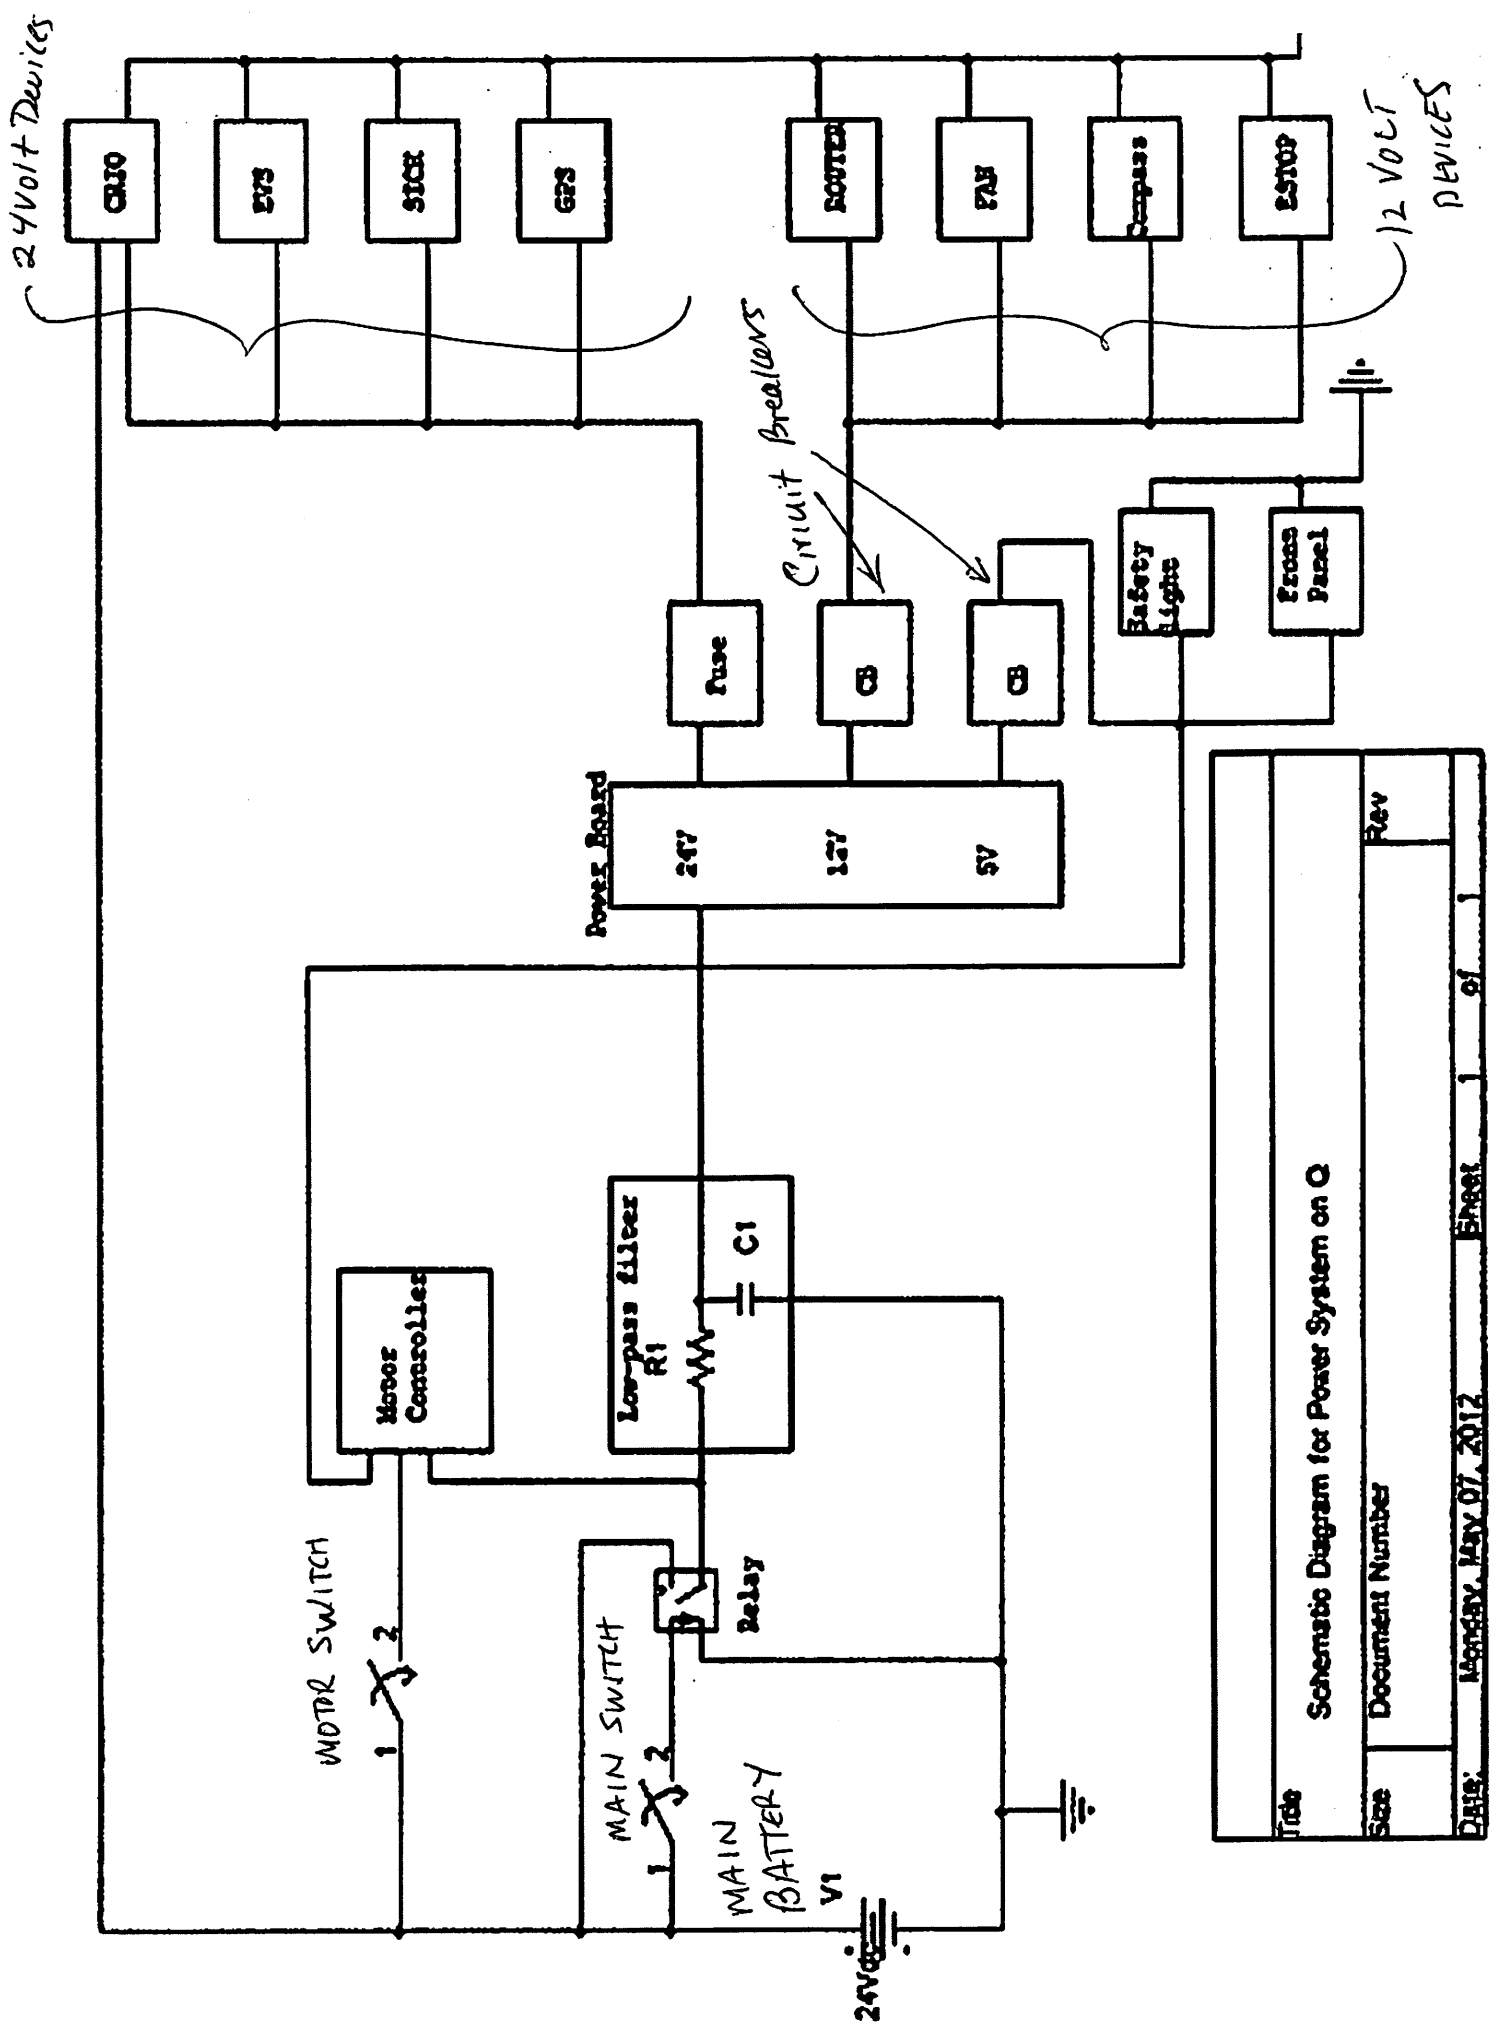 24 Volt Devices
CRIO
EVS
SICK
GPS
ROUTER
FAN
Compass
ESTOP
12 VOLT
DEVICES
Circuit Breakers
Fuse
CB
CB
Safety
Light
Front
Panel
Power Board
24V
12V
5V
Motor
Controller
Low-pass filter
R1
C1
MOTOR SWITCH
1
2
MAIN SWITCH
1
2
Relay
MAIN
BATTERY
V1
24Vdc
Title
Schematic Diagram for Power System on Q
Size
Document Number
Rev
Date:
Monday, May 07, 2012
Sheet
1
of
1